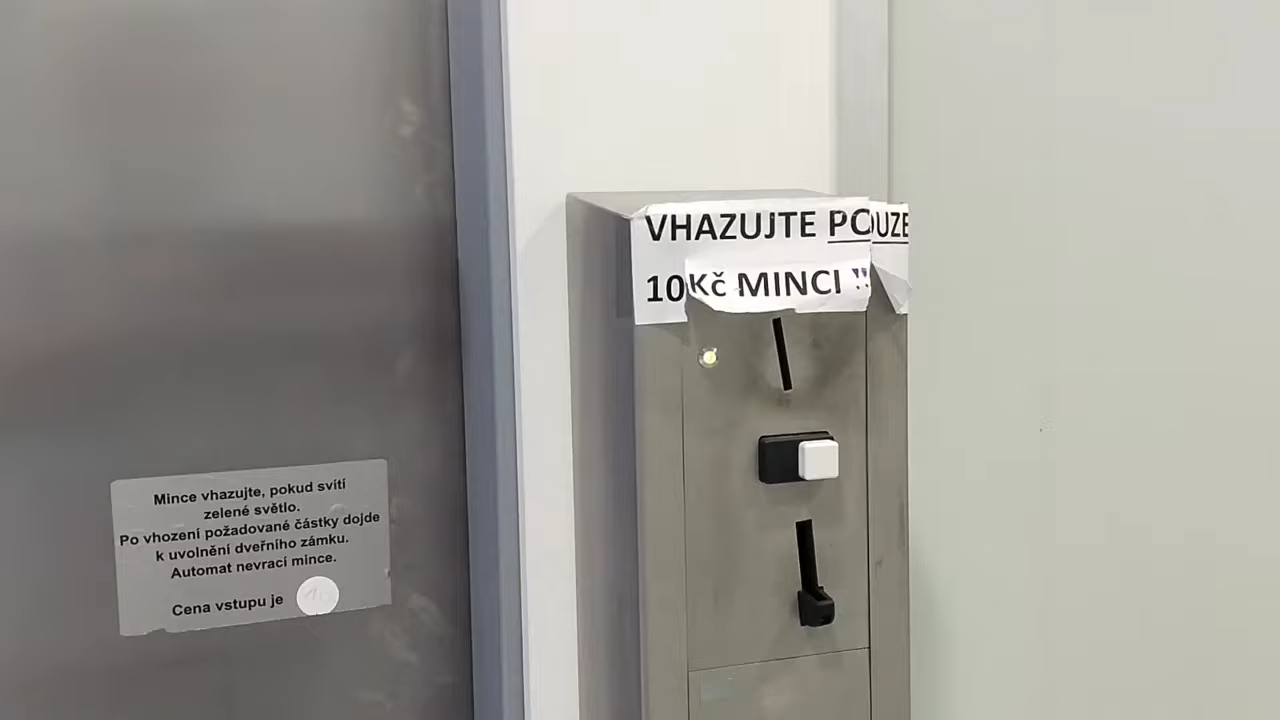 VHAZUJTE POUZE
10Kč MINCI !!
Mince vhazujte, pokud svítí
zelené světlo.
Po vhození požadované částky dojde
k uvolnění dveřního zámku.
Automat nevrací mince.
Cena vstupu je